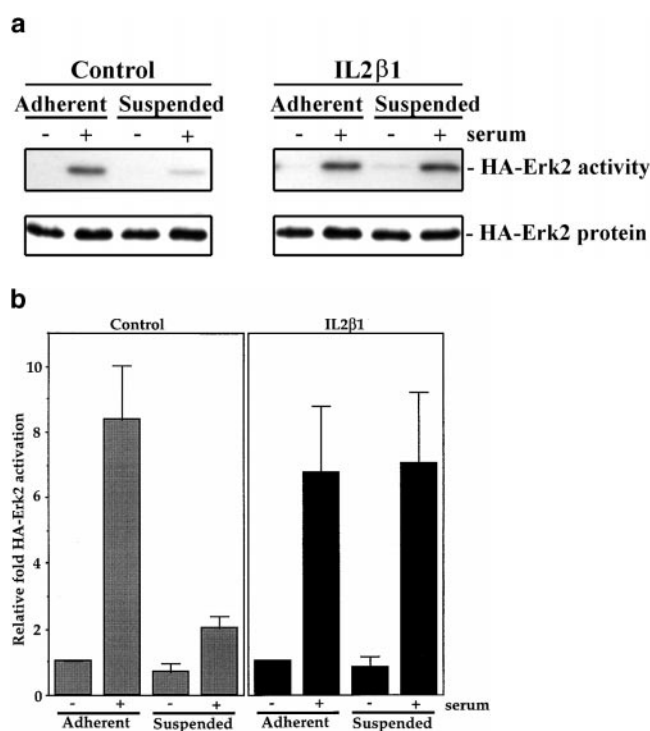 a
Control IL2β1
Adherent Suspended Adherent Suspended
- + - + - + - + serum
- HA-Erk2 activity
- HA-Erk2 protein
b
Control IL2β1
Relative fold HA-Erk2 activation
10
8
6
4
2
0
- + - + - + - + serum
Adherent Suspended Adherent Suspended